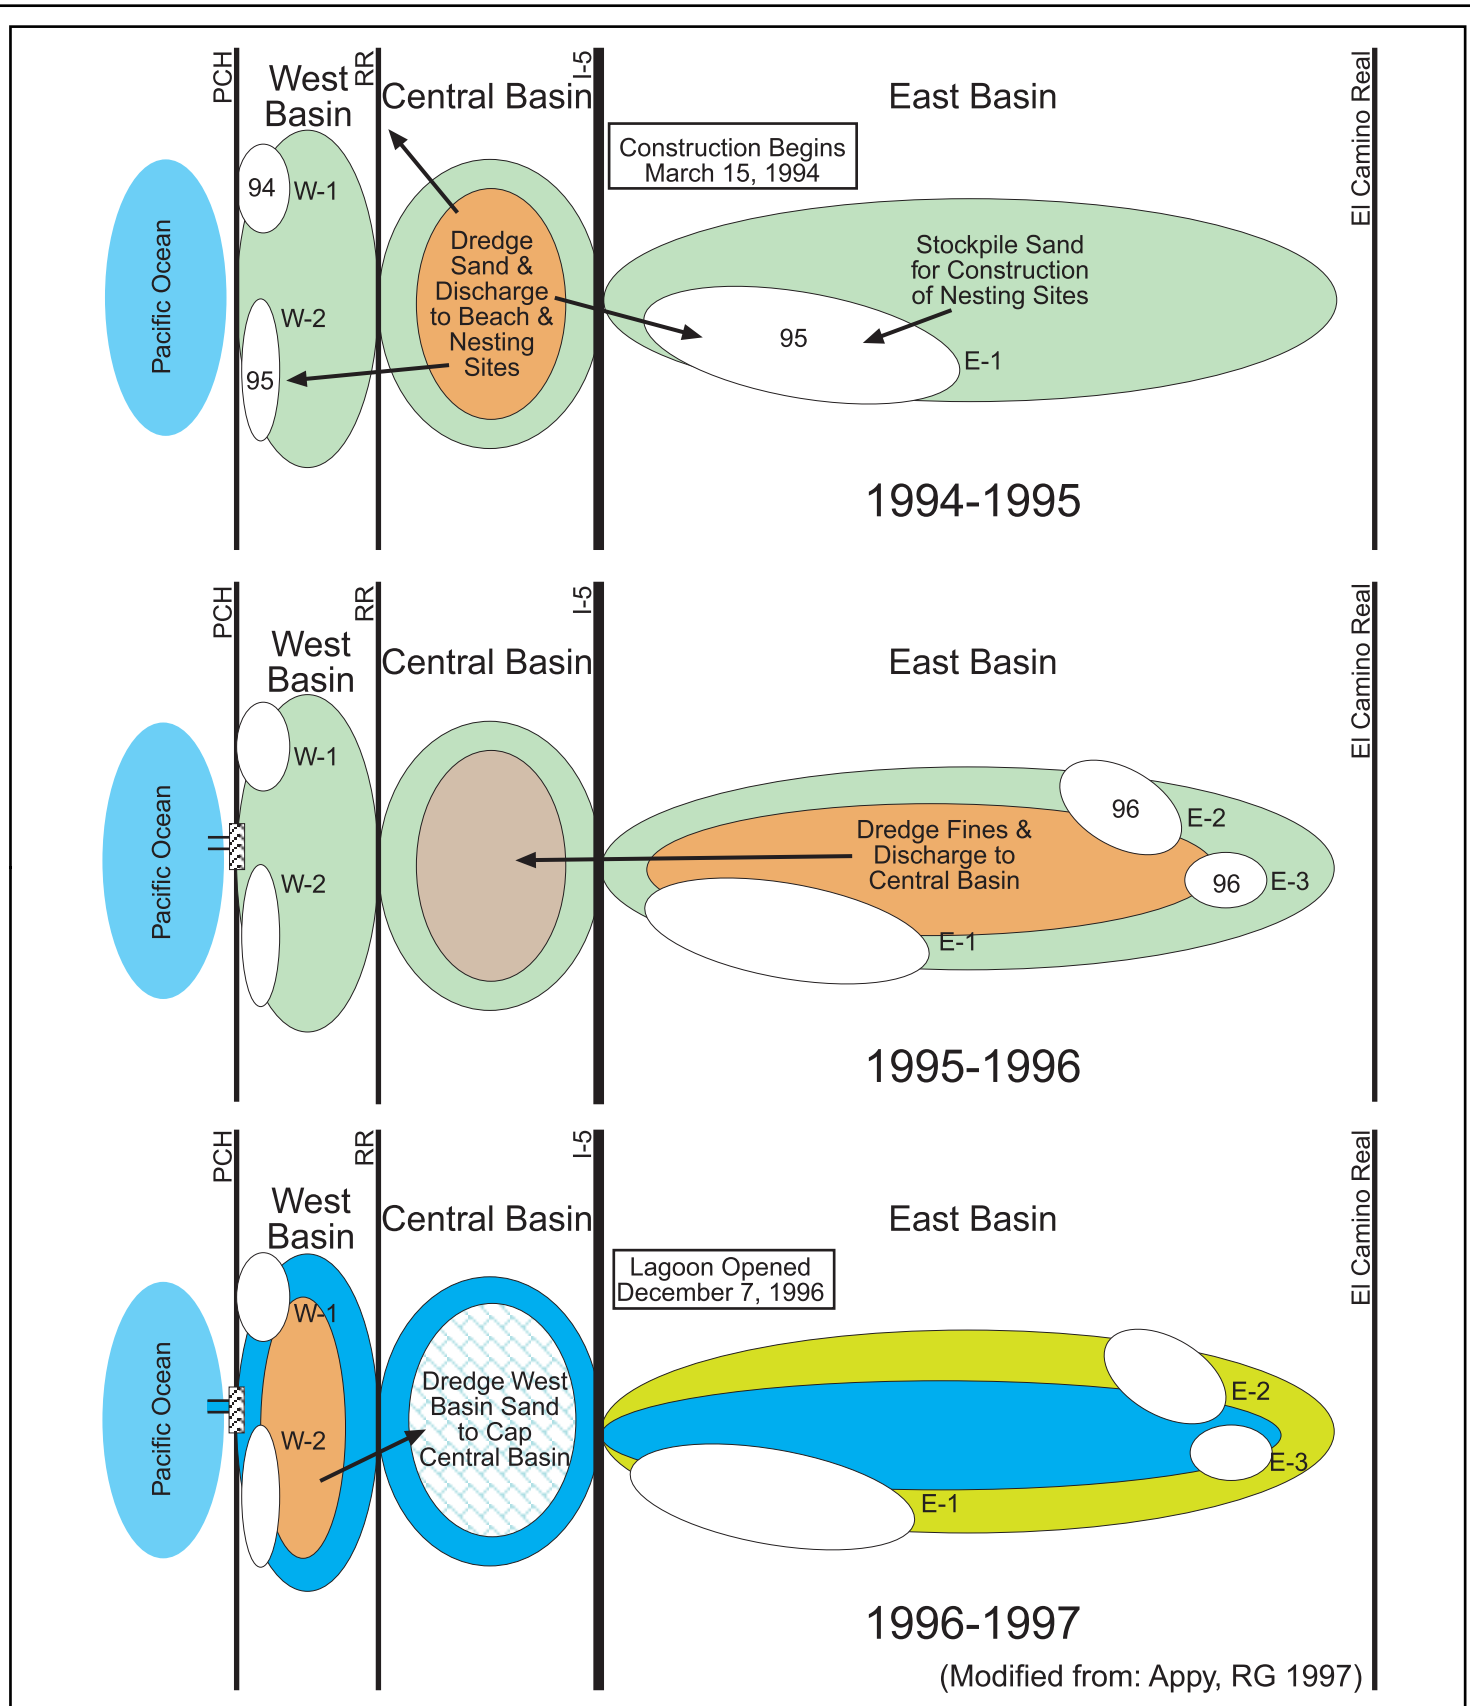 PCH
West
Basin
RR
Central Basin
I-5
East Basin
El Camino Real
Construction Begins
March 15, 1994
Pacific Ocean
94
W-1
W-2
95
Dredge
Sand &
Discharge
to Beach &
Nesting
Sites
Stockpile Sand
for Construction
of Nesting Sites
95
E-1
1994-1995
PCH
West
Basin
RR
Central Basin
I-5
East Basin
El Camino Real
Pacific Ocean
W-1
W-2
Dredge Fines &
Discharge to
Central Basin
96
E-2
96
E-3
E-1
1995-1996
PCH
West
Basin
RR
Central Basin
I-5
East Basin
El Camino Real
Lagoon Opened
December 7, 1996
Pacific Ocean
W-1
W-2
Dredge West
Basin Sand
to Cap
Central Basin
E-2
E-3
E-1
1996-1997
(Modified from: Appy, RG 1997)